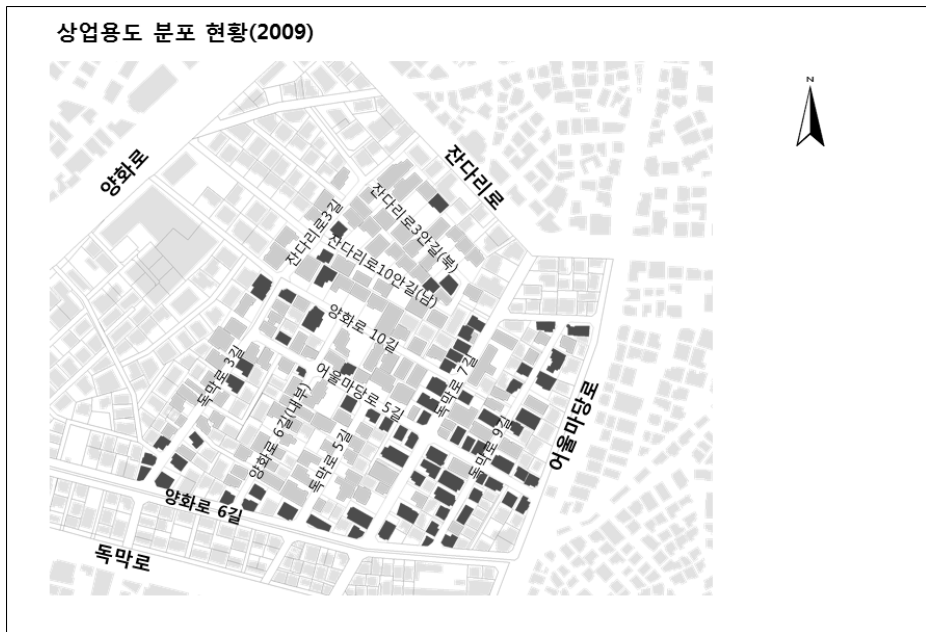 상업용도 분포 현황(2009)
N
양화로
잔다리로
잔다리로3안길(북)
잔다리로3길
잔다리로10안길(남)
양화로 10길
어울마당로 5길
독막로 7길
독막로 3길
양화로 6길(내부)
독막로 5길
독막로 9길
어울마당로
양화로 6길
독막로